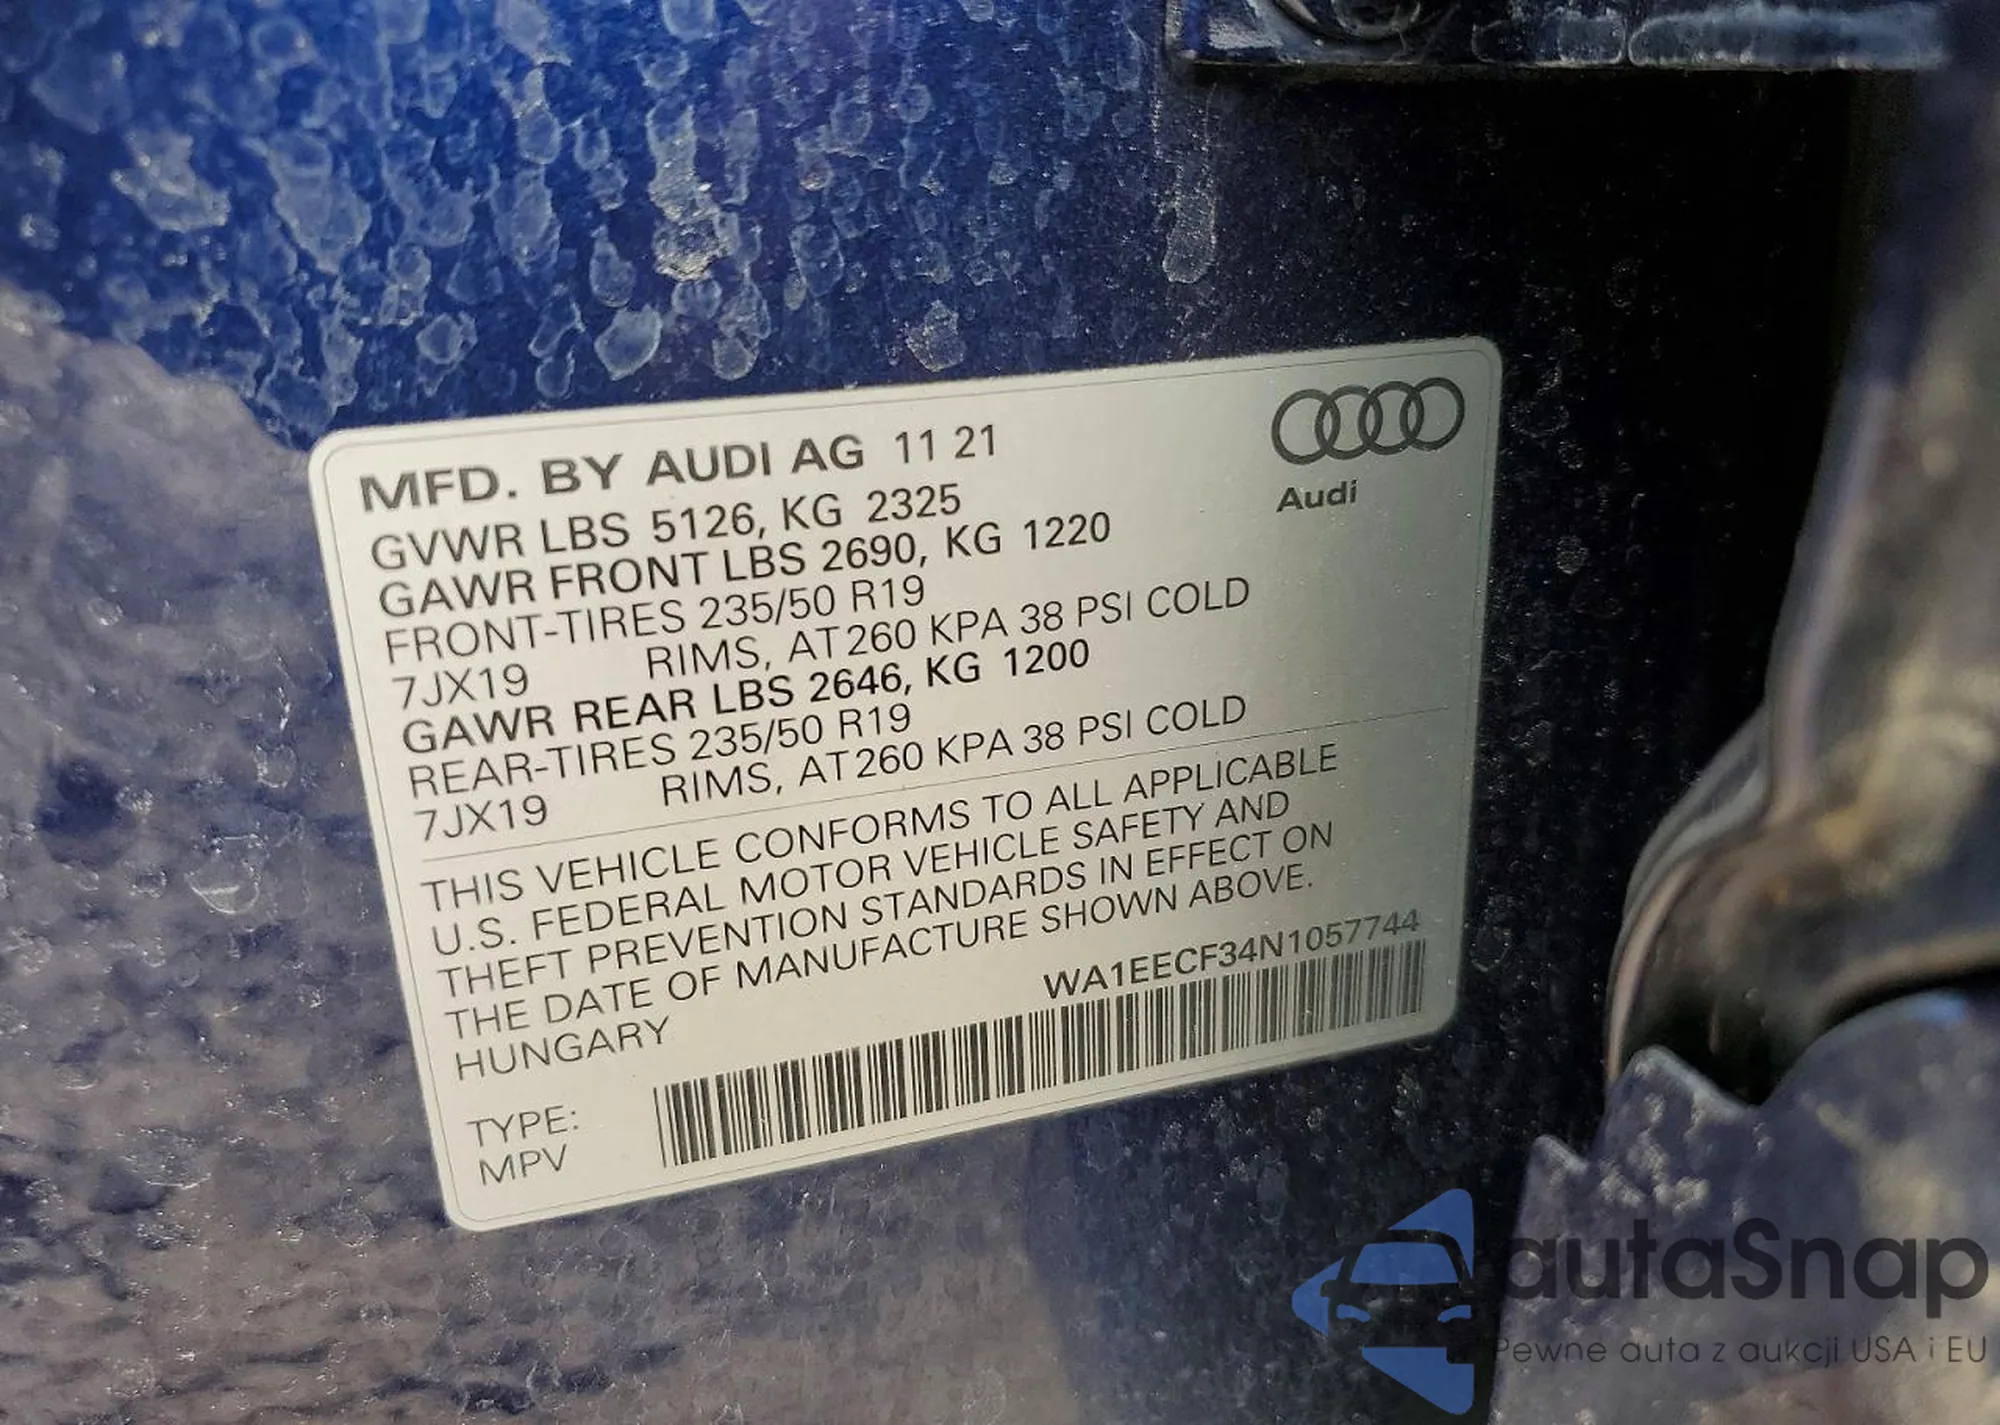 MFD. BY AUDI AG 11 21
GVWR LBS 5126, KG 2325
GAWR FRONT LBS 2690, KG 1220
FRONT-TIRES 235/50 R19
7JX19 RIMS, AT 260 KPA 38 PSI COLD
GAWR REAR LBS 2646, KG 1200
REAR-TIRES 235/50 R19
7JX19 RIMS, AT 260 KPA 38 PSI COLD
THIS VEHICLE CONFORMS TO ALL APPLICABLE
U.S. FEDERAL MOTOR VEHICLE SAFETY AND
THEFT PREVENTION STANDARDS IN EFFECT ON
THE DATE OF MANUFACTURE SHOWN ABOVE.
HUNGARY
WA1EECF34N1057744
TYPE:
MPV
Audi
autaSnap
Pewne auta z aukcji USA i EU